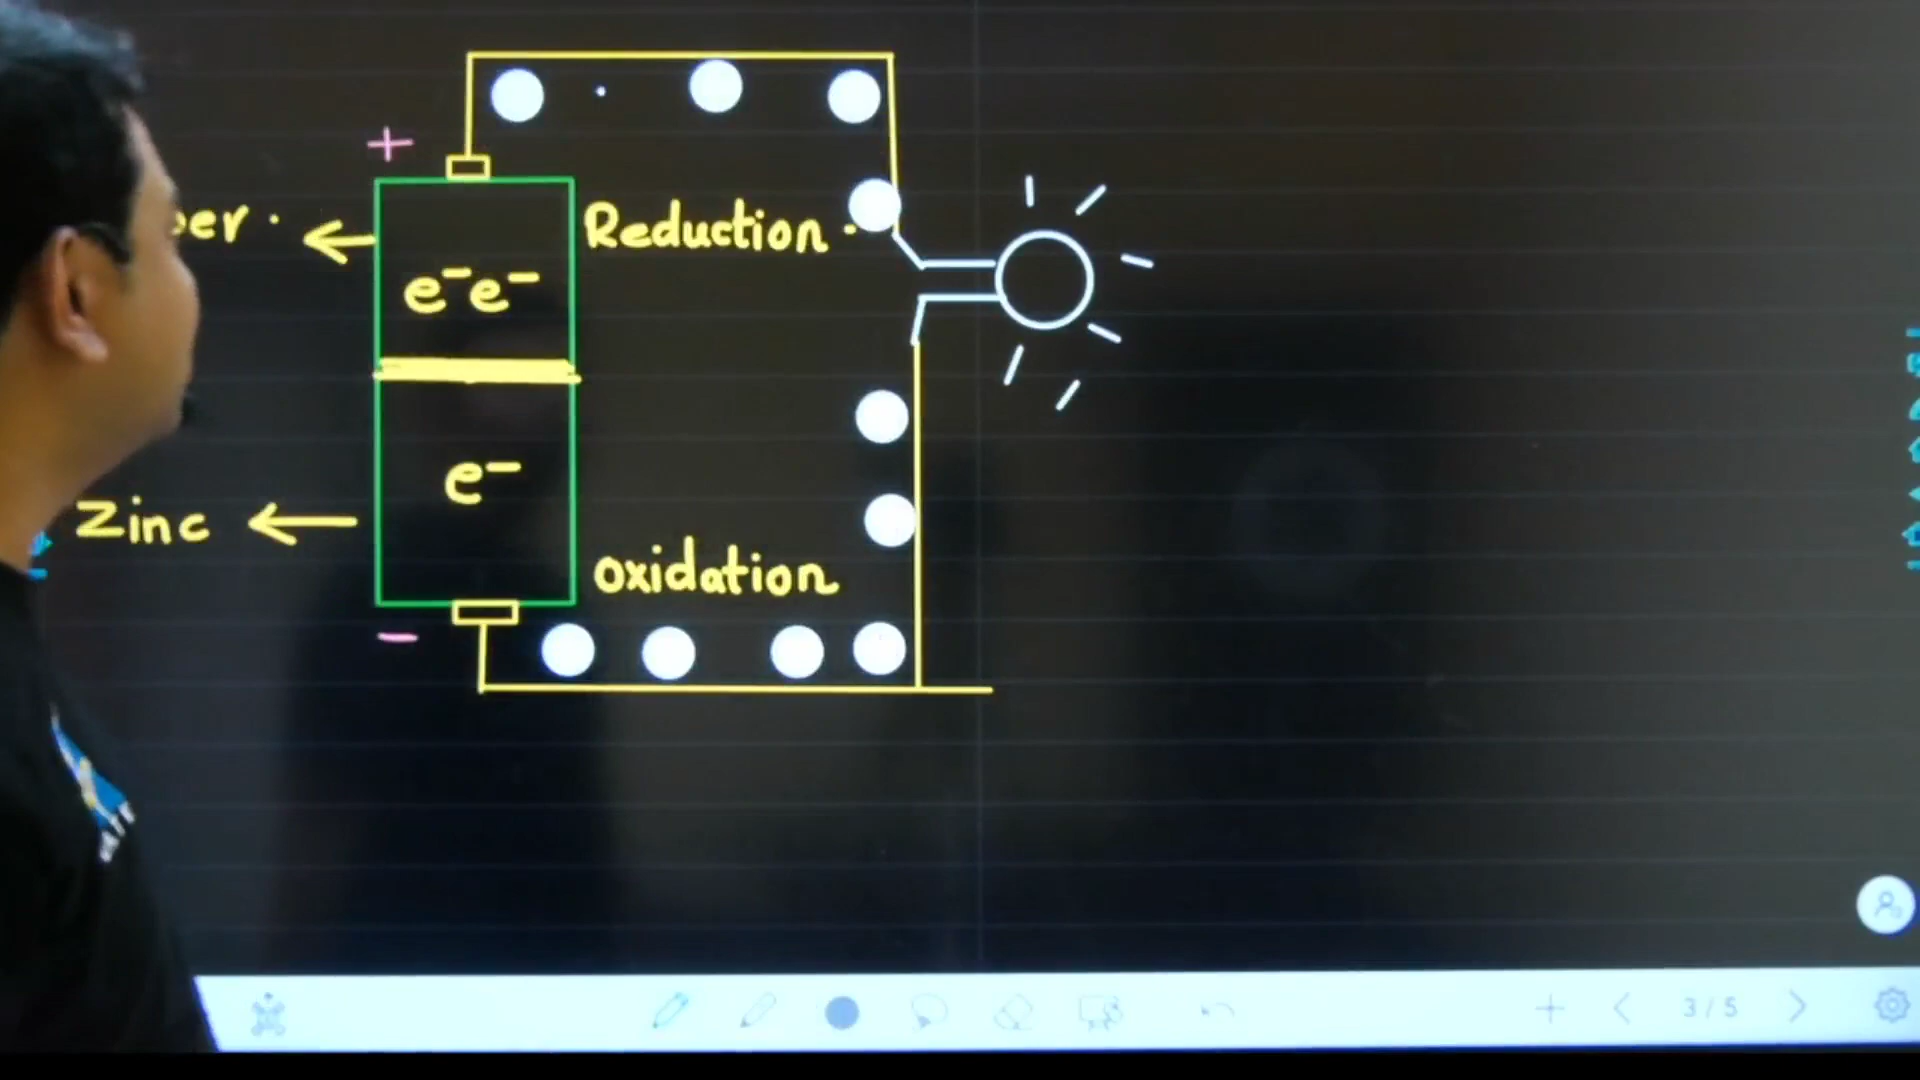 +
Reduction.
e⁻e⁻
e⁻
Zinc
oxidation
-
3/5